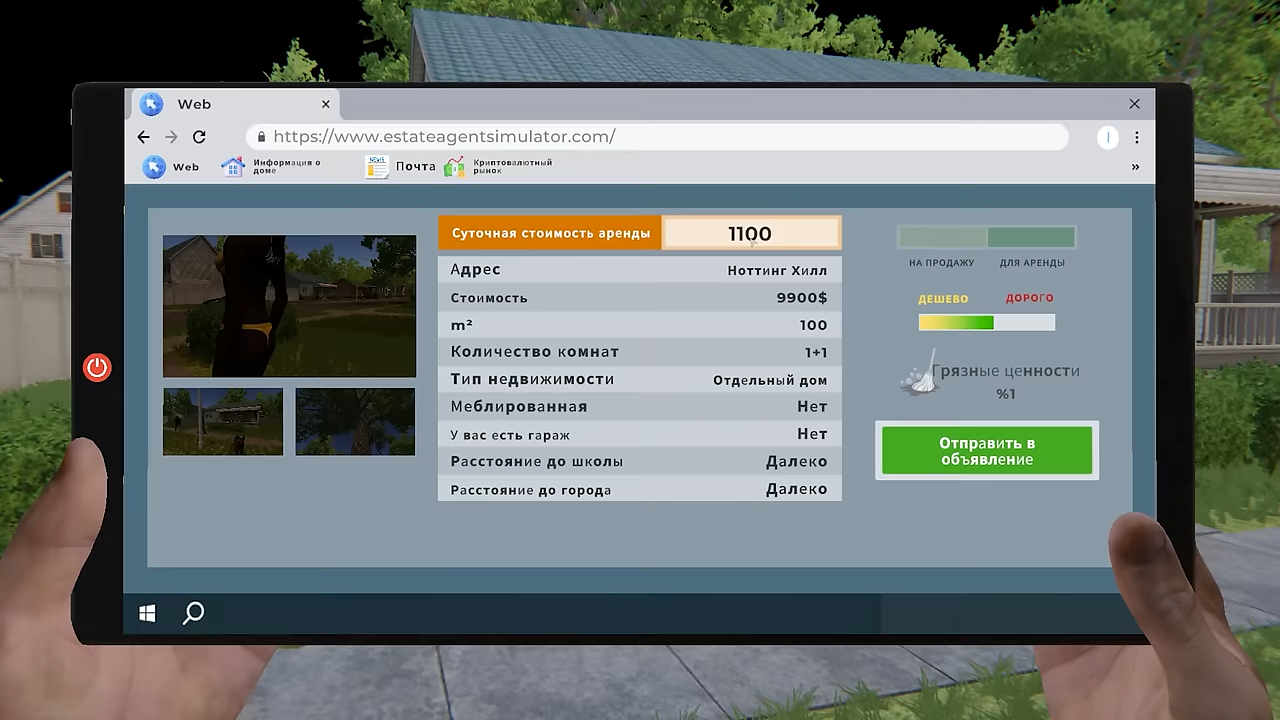 Web
https://www.estateagentsimulator.com/
Web
Информация о
доме
NEWS
Почта
Криптовалютный
рынок
Суточная стоимость аренды 1100
Адрес Ноттинг Хилл
Стоимость 9900$
m² 100
Количество комнат 1+1
Тип недвижимости Отдельный дом
Меблированная Нет
У вас есть гараж Нет
Расстояние до школы Далеко
Расстояние до города Далеко
НА ПРОДАЖУ ДЛЯ АРЕНДЫ
ДЕШЕВО ДОРОГО
Грязные ценности
%1
Отправить в
объявление